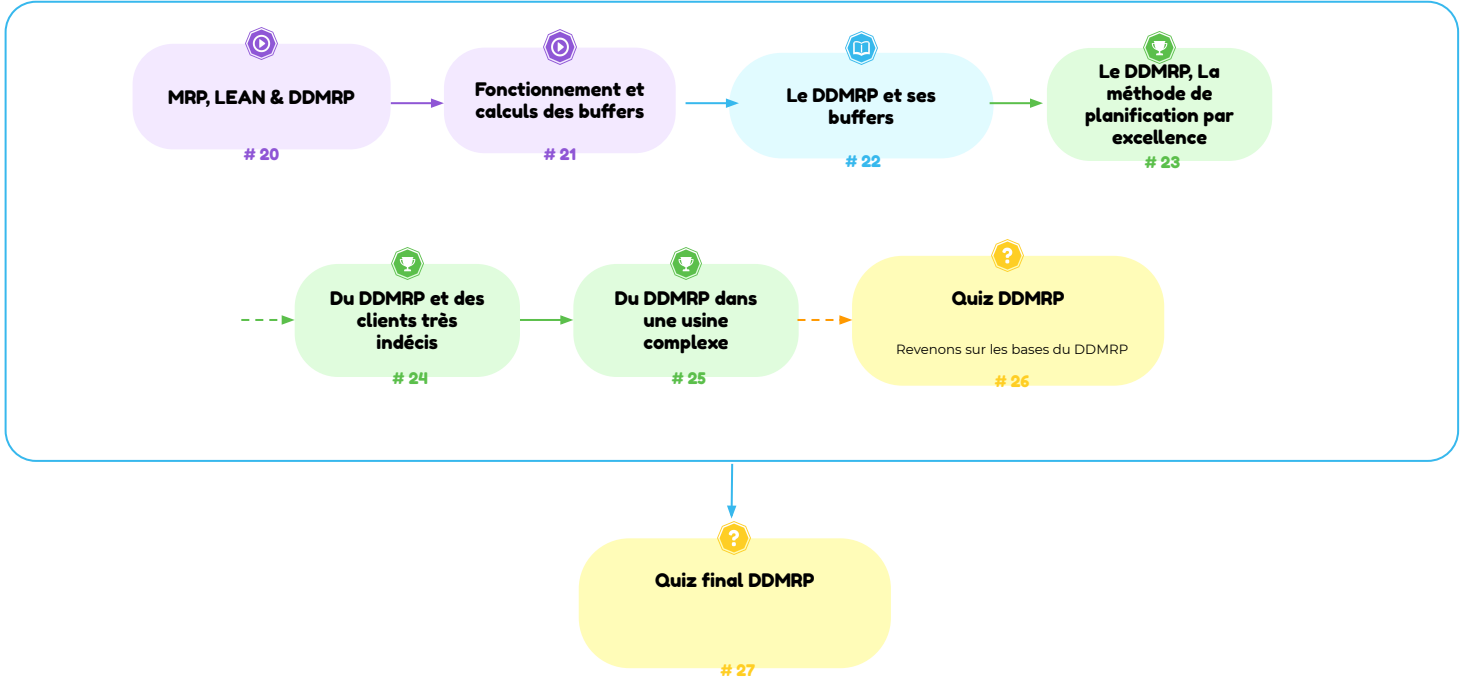 MRP, LEAN & DDMRP
# 20
Fonctionnement et
calculs des buffers
# 21
Le DDMRP et ses
buffers
# 22
Le DDMRP, La
méthode de
planification par
excellence
# 23
Du DDMRP et des
clients très
indécis
# 24
Du DDMRP dans
une usine
complexe
# 25
Quiz DDMRP
Revenons sur les bases du DDMRP
# 26
Quiz final DDMRP
# 27